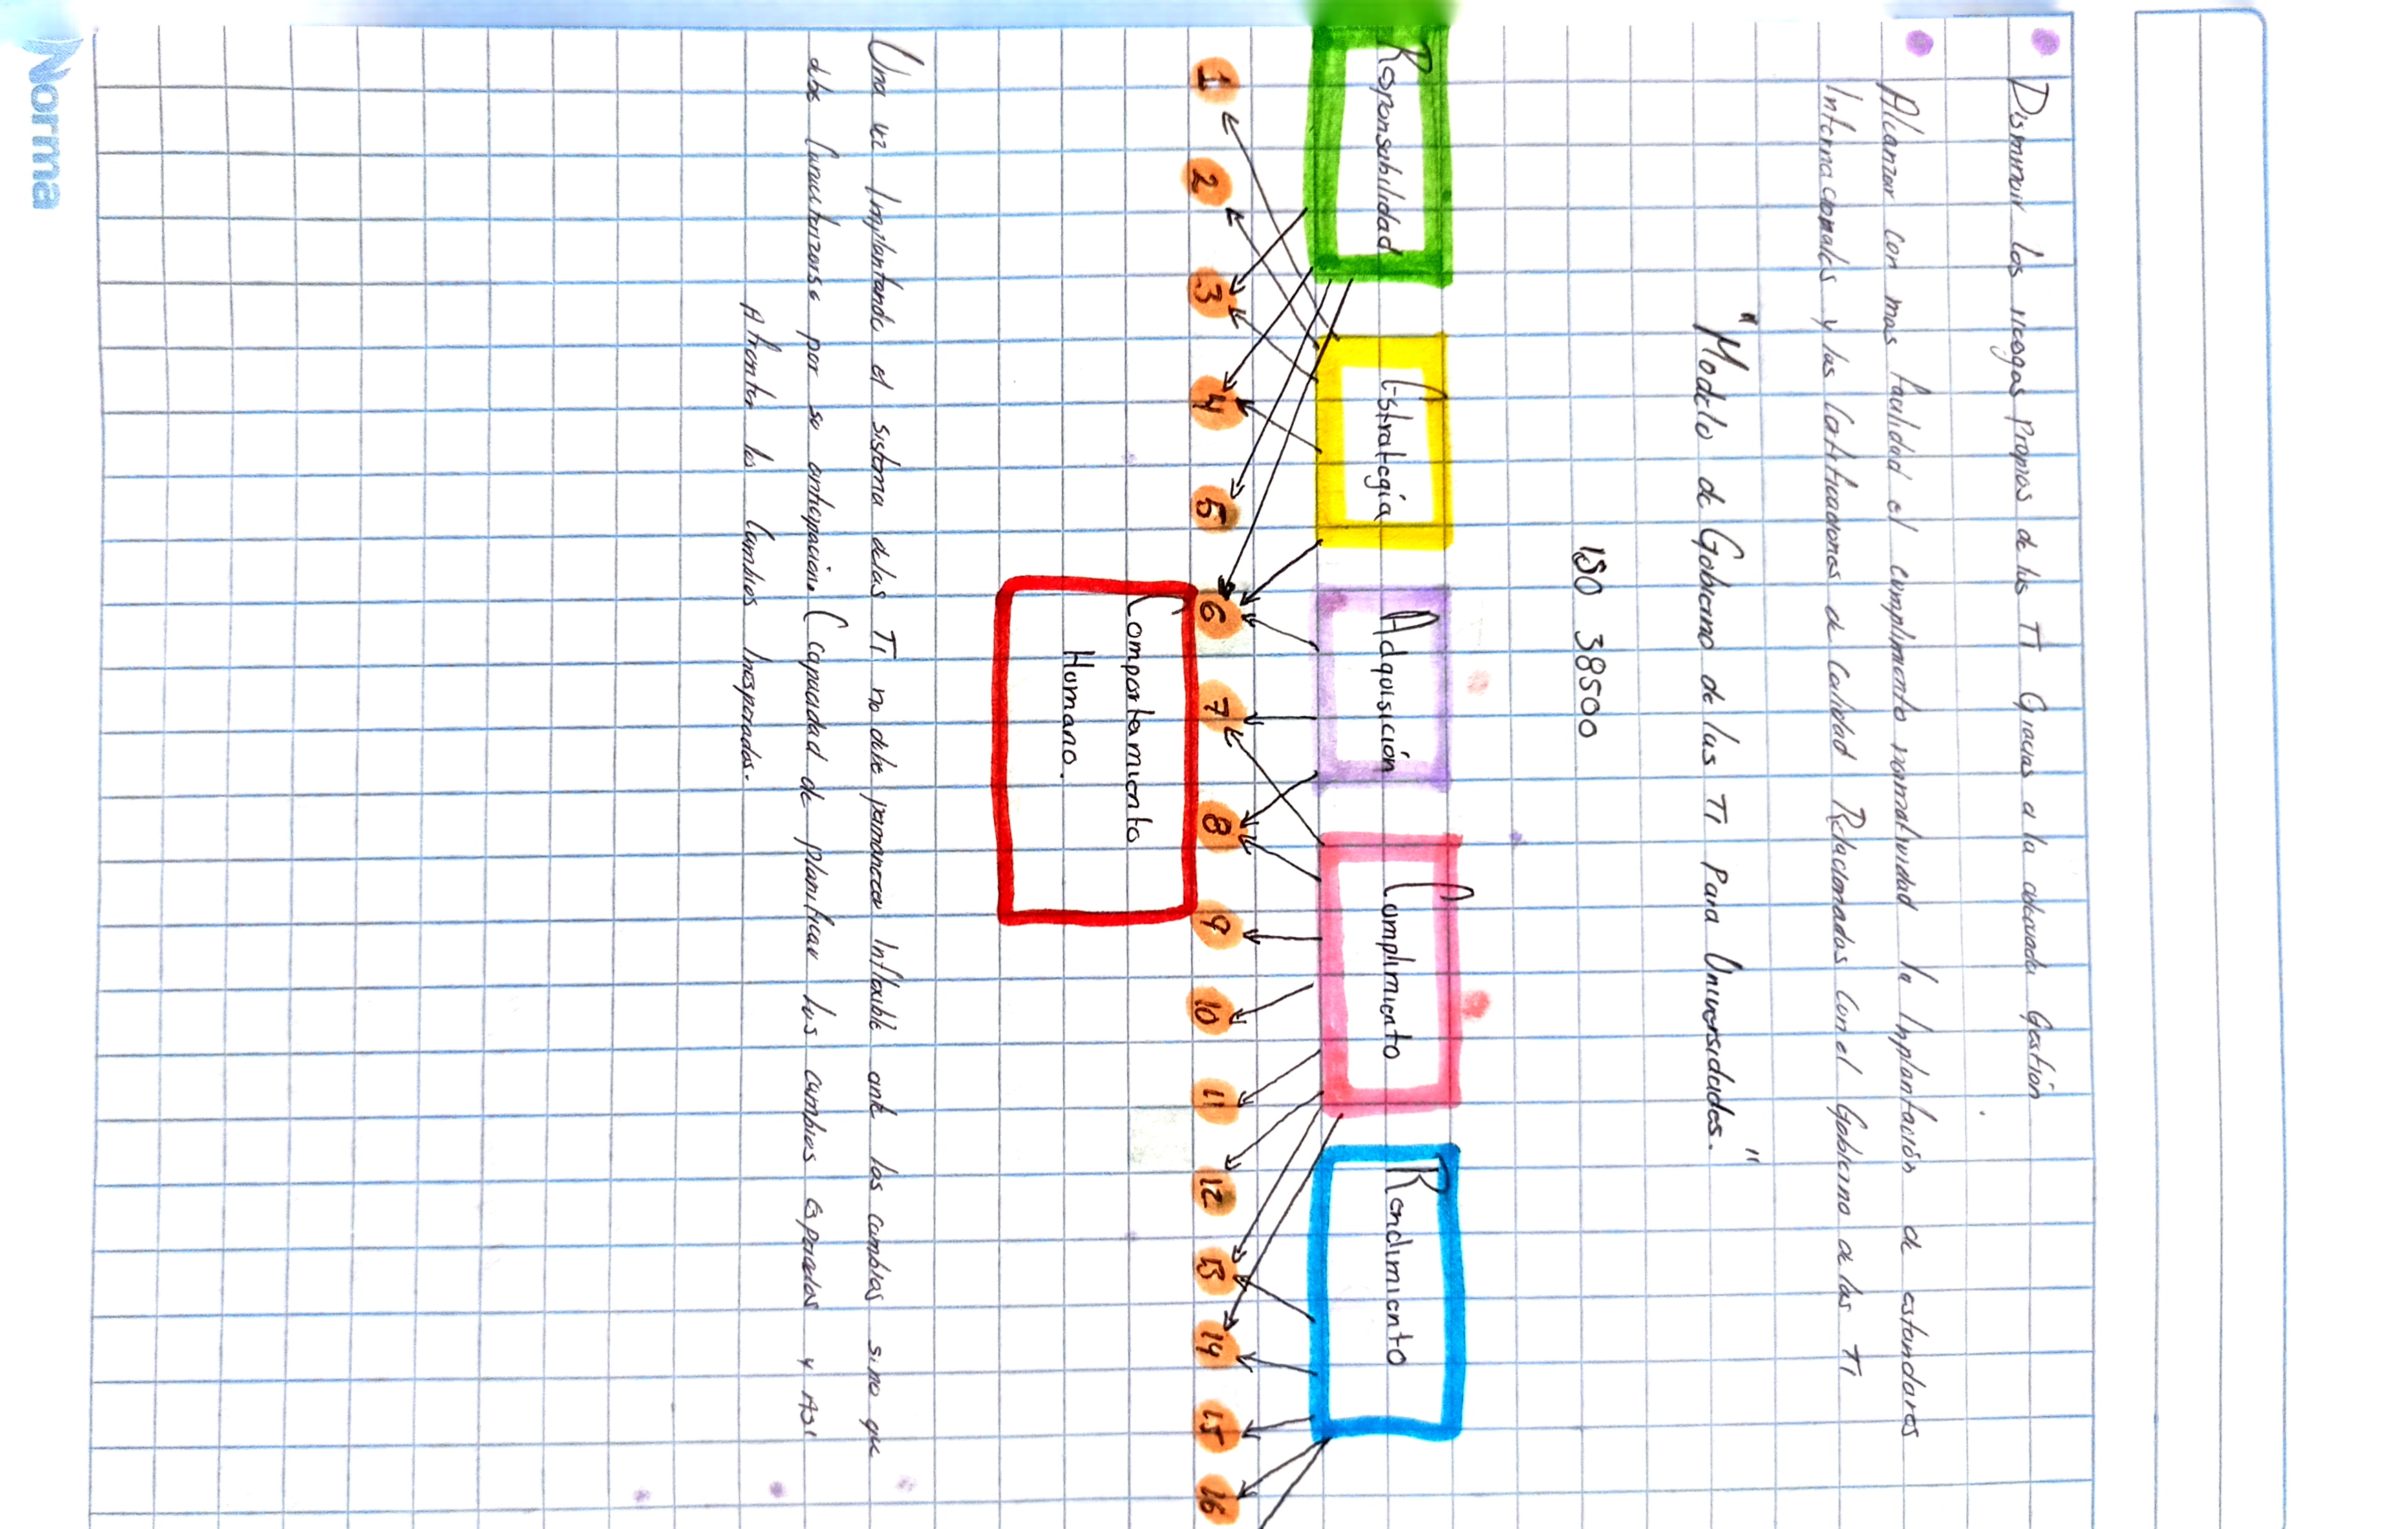 Disminuir los riesgos propios de las TI Gracias a la adecuada Gestión
Alcanzar con mas facilidad el cumplimiento normatividad la Inplantación de estandares
Internacionales y las Certificaciones de Calidad Relacionados Con el Gobierno de las TI
"Modelo de Gobierno de las TI Para Universidades."
ISO 38500
Responsabilidad Estrategia Adquisición Cumplimiento Rendimiento
1 2 3 4 5 6 7 8 9 10 11 12 13 14 15 16
Comportamiento
Humano.
Una vez Implantando el sistema delas TI no debe permanecer Inflexible ante los cambios sino que
debe Caracterizarse por su anticipación. ( capacidad de planificar los cambios Esperados y Asi
Afrontar los Cambios Inesperados.
Norma